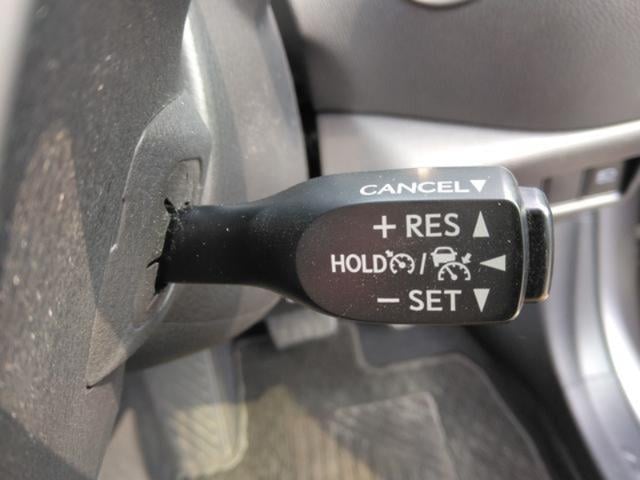 CANCEL▼
+ RES ▲
HOLD / ◀
− SET ▼